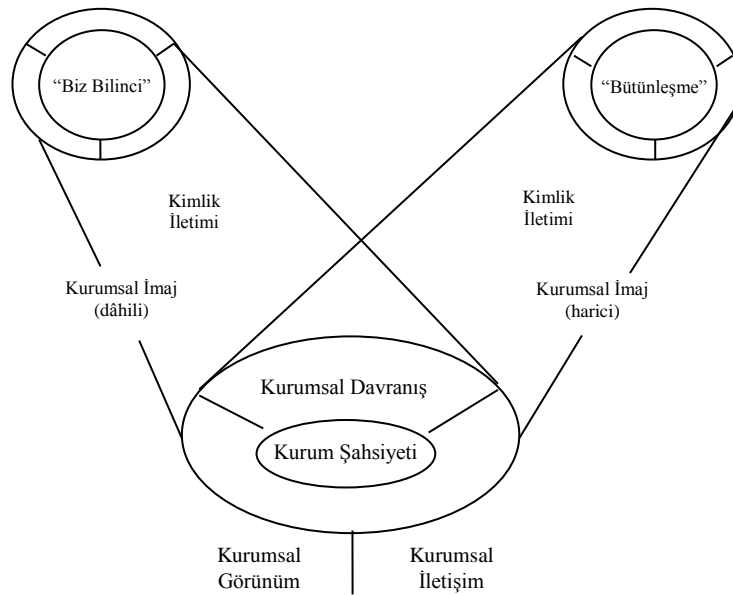 “Biz Bilinci”
“Bütünleşme”
Kimlik
İletimi
Kimlik
İletimi
Kurumsal İmaj
(dâhili)
Kurumsal İmaj
(harici)
Kurumsal Davranış
Kurum Şahsiyeti
Kurumsal
Görünüm
Kurumsal
İletişim